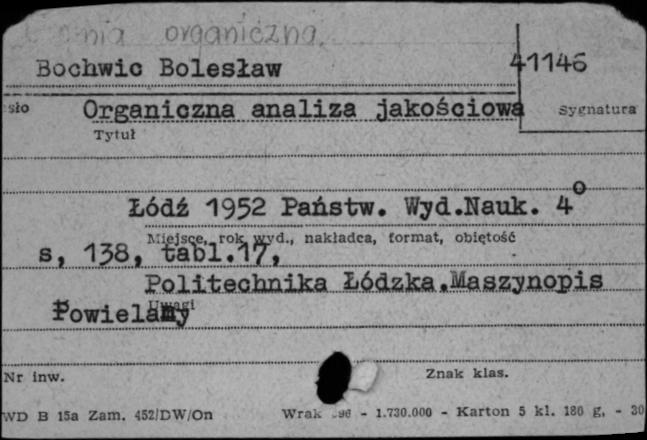 organiczna.
Bochwic Bolesław 41146
sło Organiczna analiza jakościowa Sygnatura
Tytuł
Łódź 1952 Państw. Wyd.Nauk. 4o
Miejsce, rok wyd., nakładca, format, objętość
s, 138, tabl.17,
Politechnika Łódzka.Maszynopis
Uwagi
Powielany
Nr inw. Znak klas.
WD B 15a Zam. 452/DW/On Wrak - 1.730.000 - Karton 5 kl. 180 g, - 30